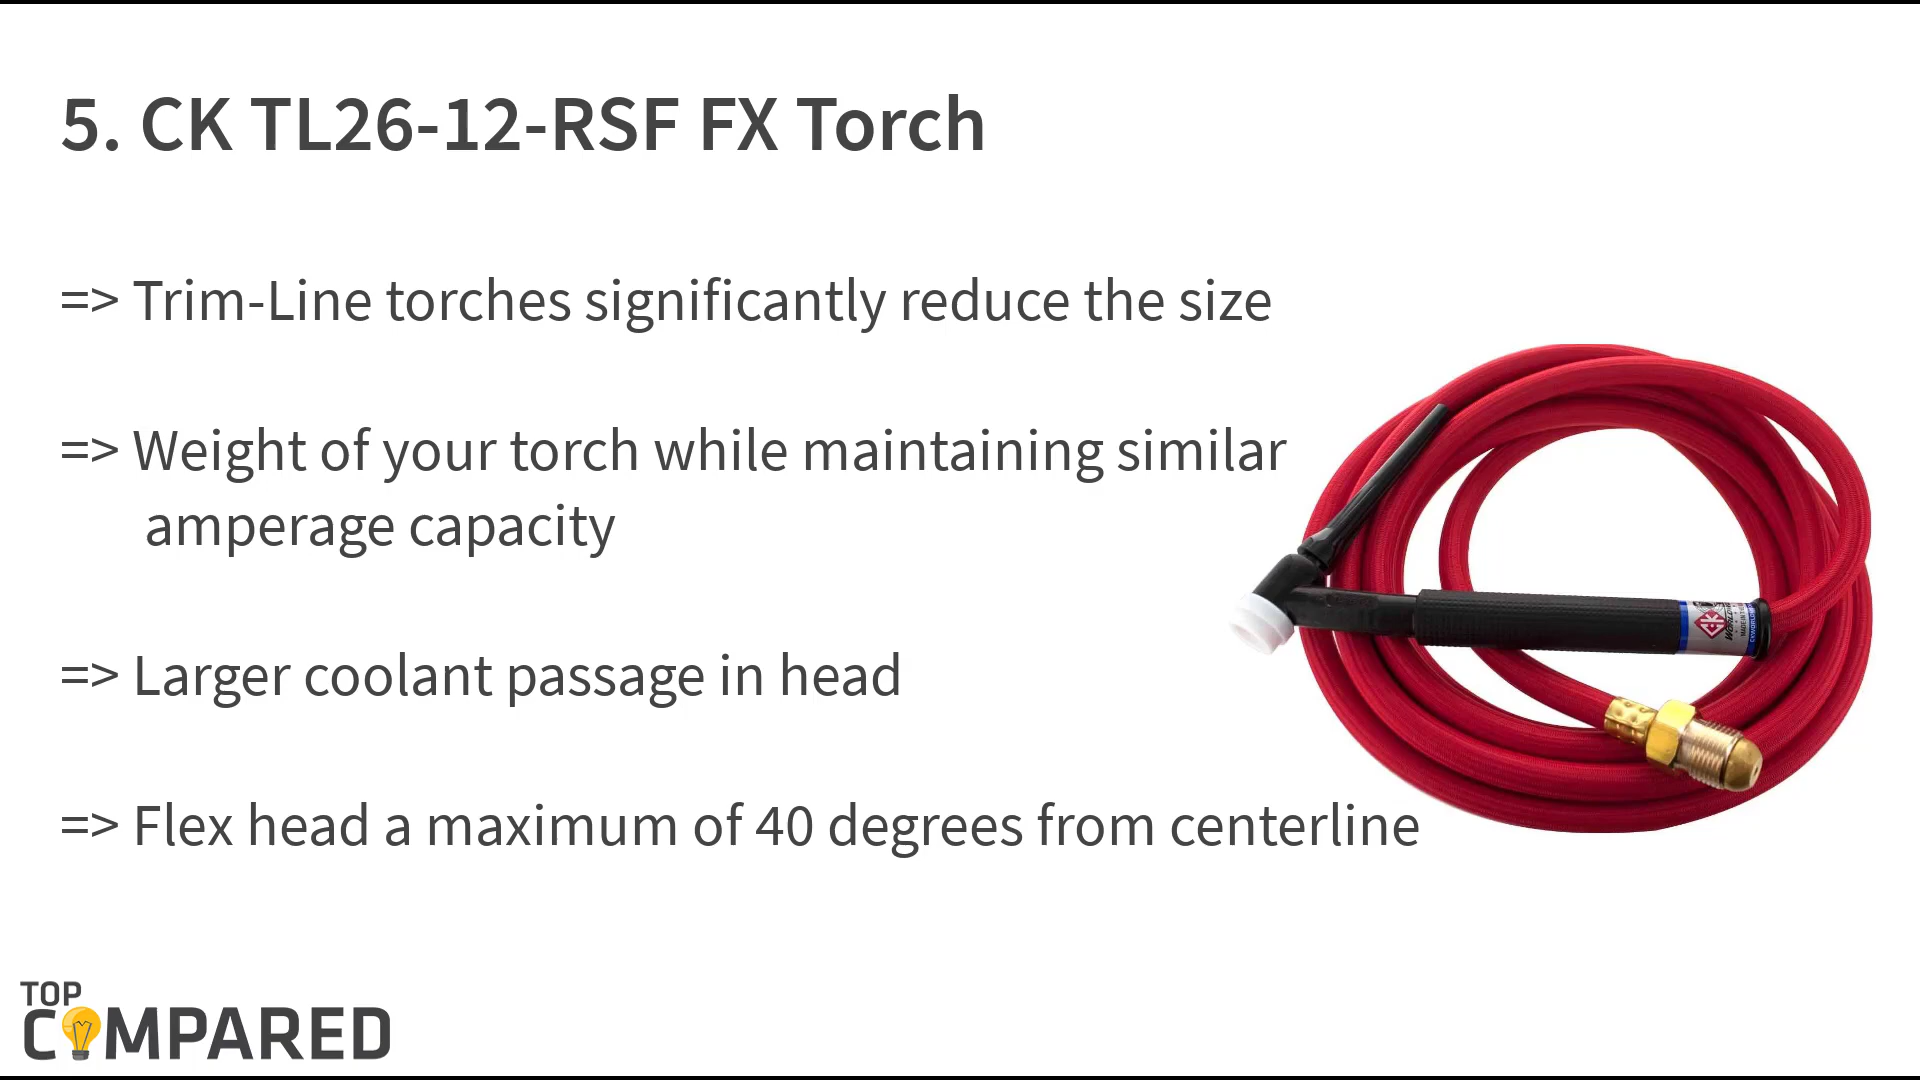 5. CK TL26-12-RSF FX Torch
=> Trim-Line torches significantly reduce the size
=> Weight of your torch while maintaining similar
amperage capacity
=> Larger coolant passage in head
=> Flex head a maximum of 40 degrees from centerline
CK
WORLDWIDE
TOP
COMPARED